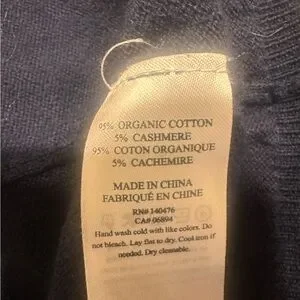 95% ORGANIC COTTON
5% CASHMERE
95% COTON ORGANIQUE
5% CACHEMIRE
MADE IN CHINA
FABRIQUÉ EN CHINE
RN# 140476
CA# 06894
Hand wash cold with like colors. Do
not bleach. Lay flat to dry. Cool iron if
needed. Dry cleanable.